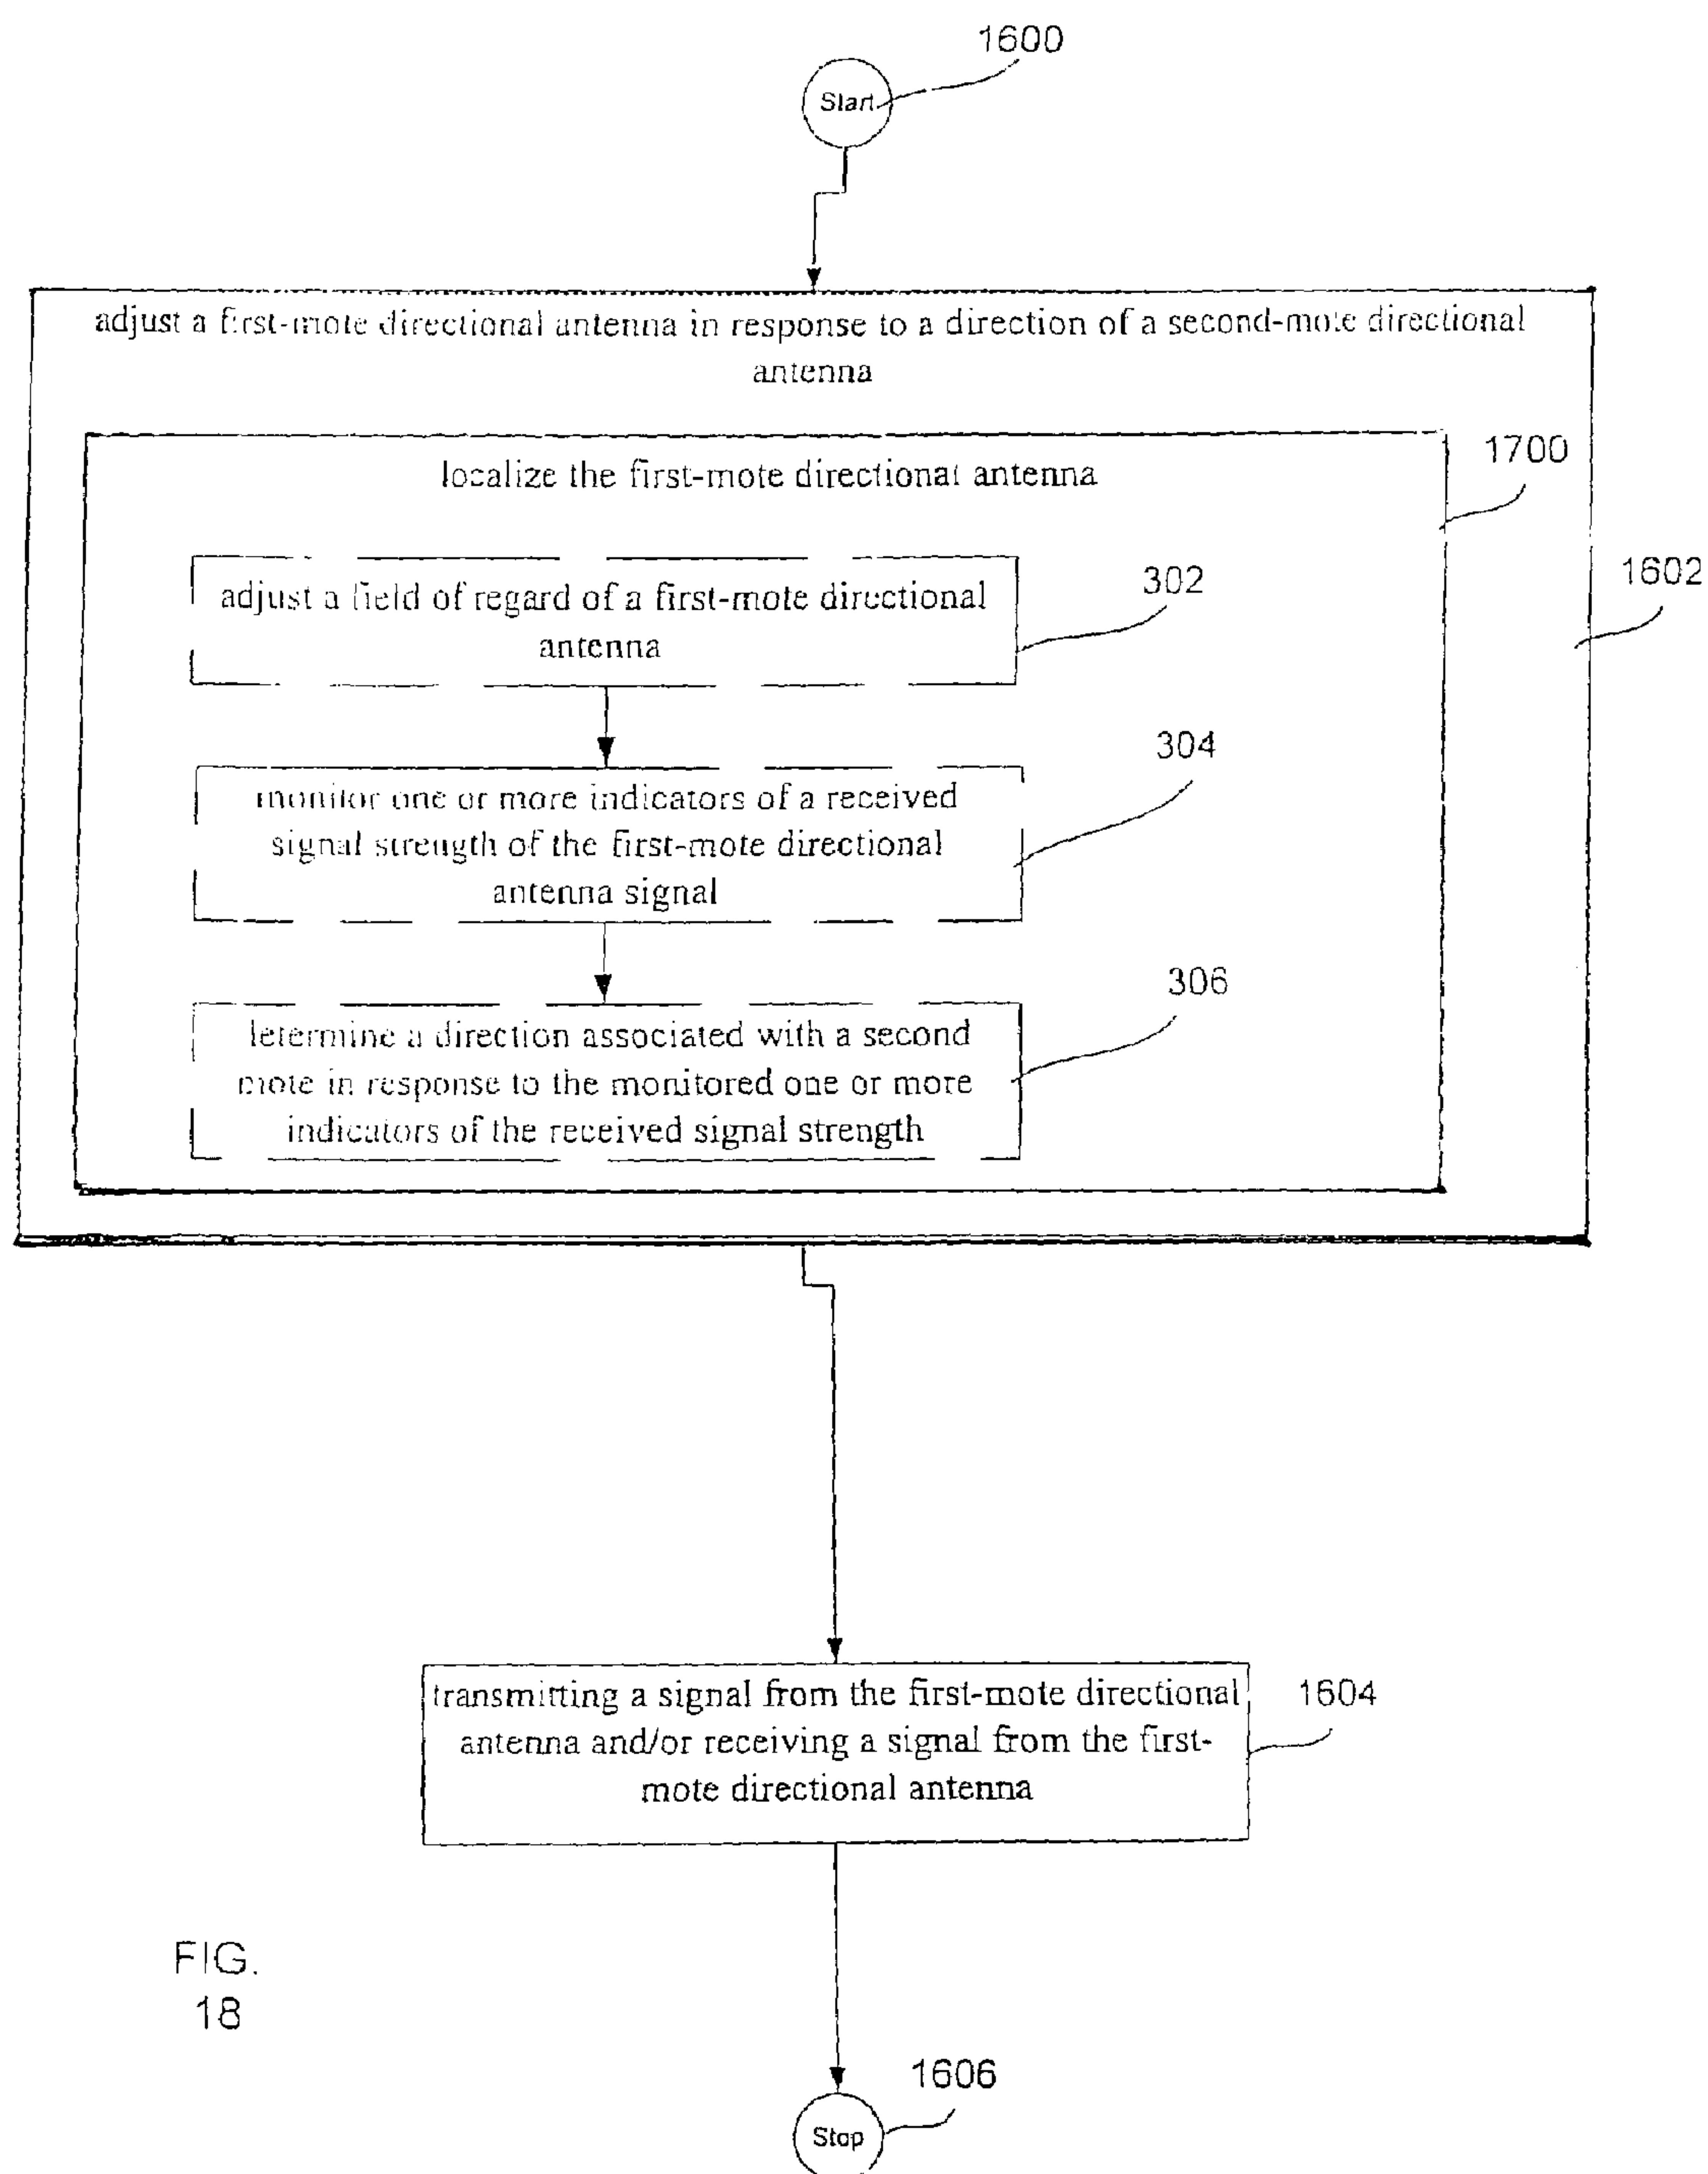 1600
Start
adjust a first-mote directional antenna in response to a direction of a second-mote directional
antenna
localize the first-mote directional antenna
1700
1602
adjust a field of regard of a first-mote directional
antenna
302
monitor one or more indicators of a received
signal strength of the first-mote directional
antenna signal
304
determine a direction associated with a second
mote in response to the monitored one or more
indicators of the received signal strength
306
transmitting a signal from the first-mote directional
antenna and/or receiving a signal from the first-
mote directional antenna
1604
FIG.
18
1606
Stop